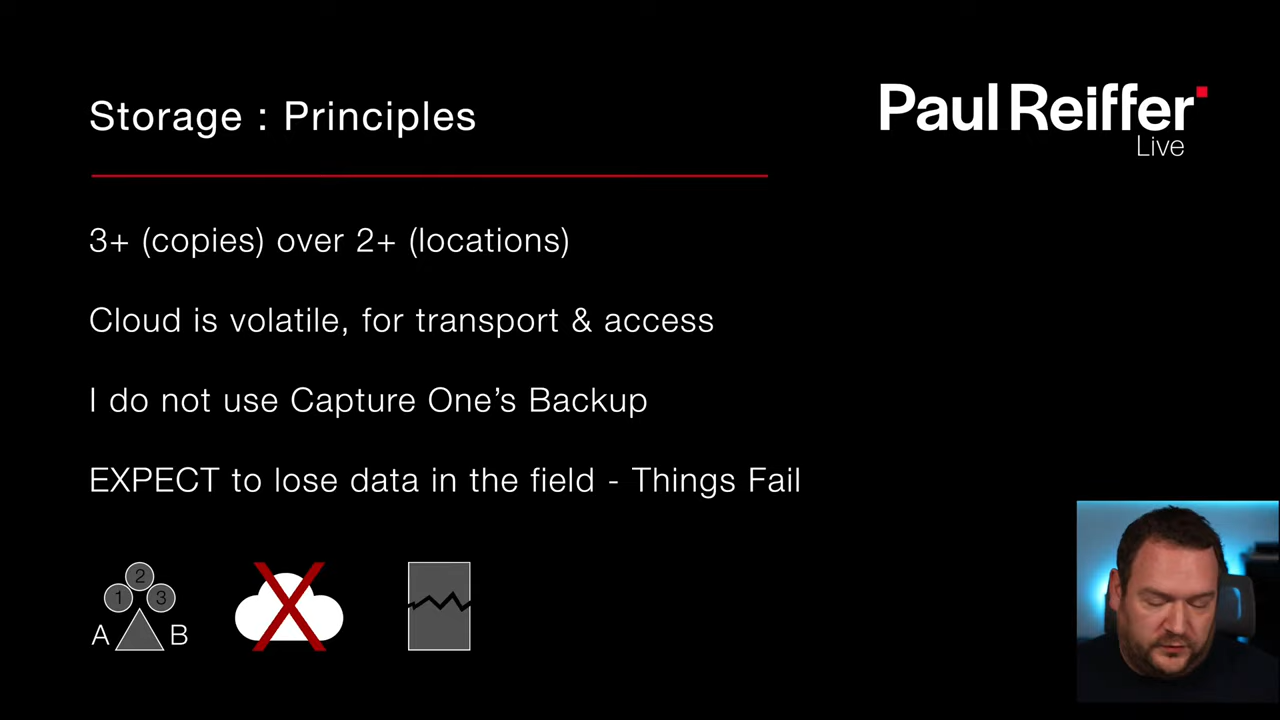 Storage : Principles
Paul Reiffer
Live
3+ (copies) over 2+ (locations)
Cloud is volatile, for transport & access
I do not use Capture One’s Backup
EXPECT to lose data in the field - Things Fail
2
1 3
A B